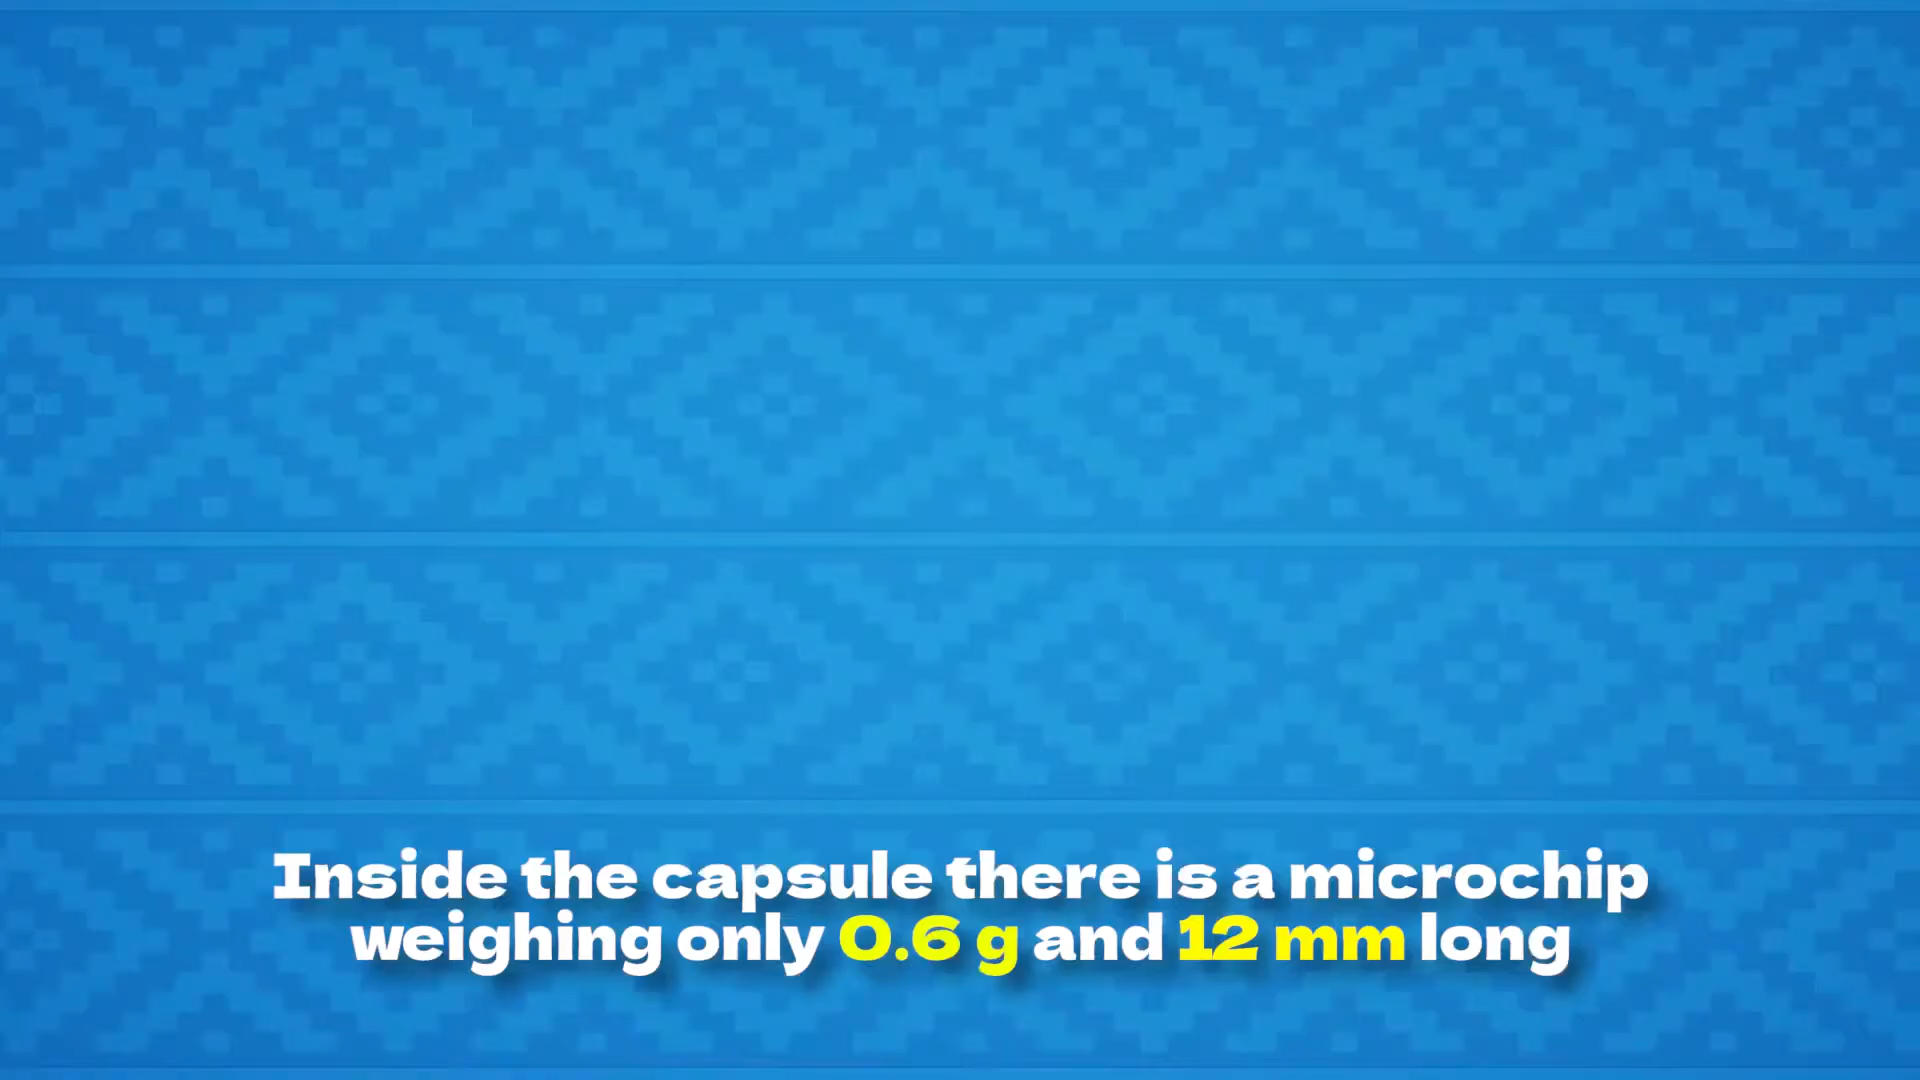 Inside the capsule there is a microchip
weighing only 0.6 g and 12 mm long